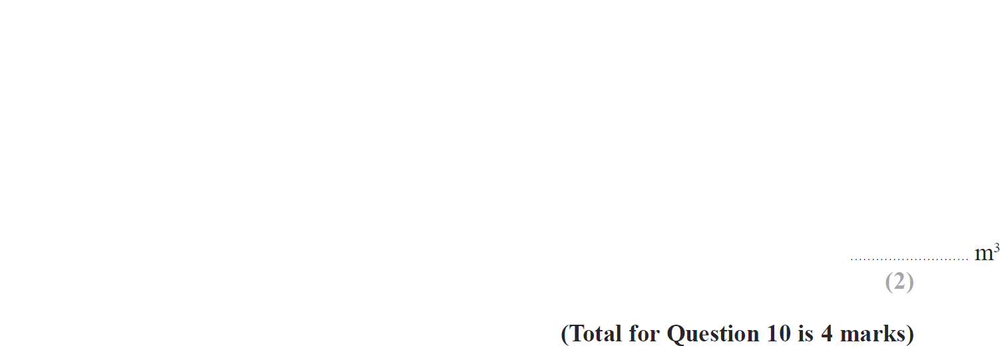 ............................ m³
(2)
(Total for Question 10 is 4 marks)